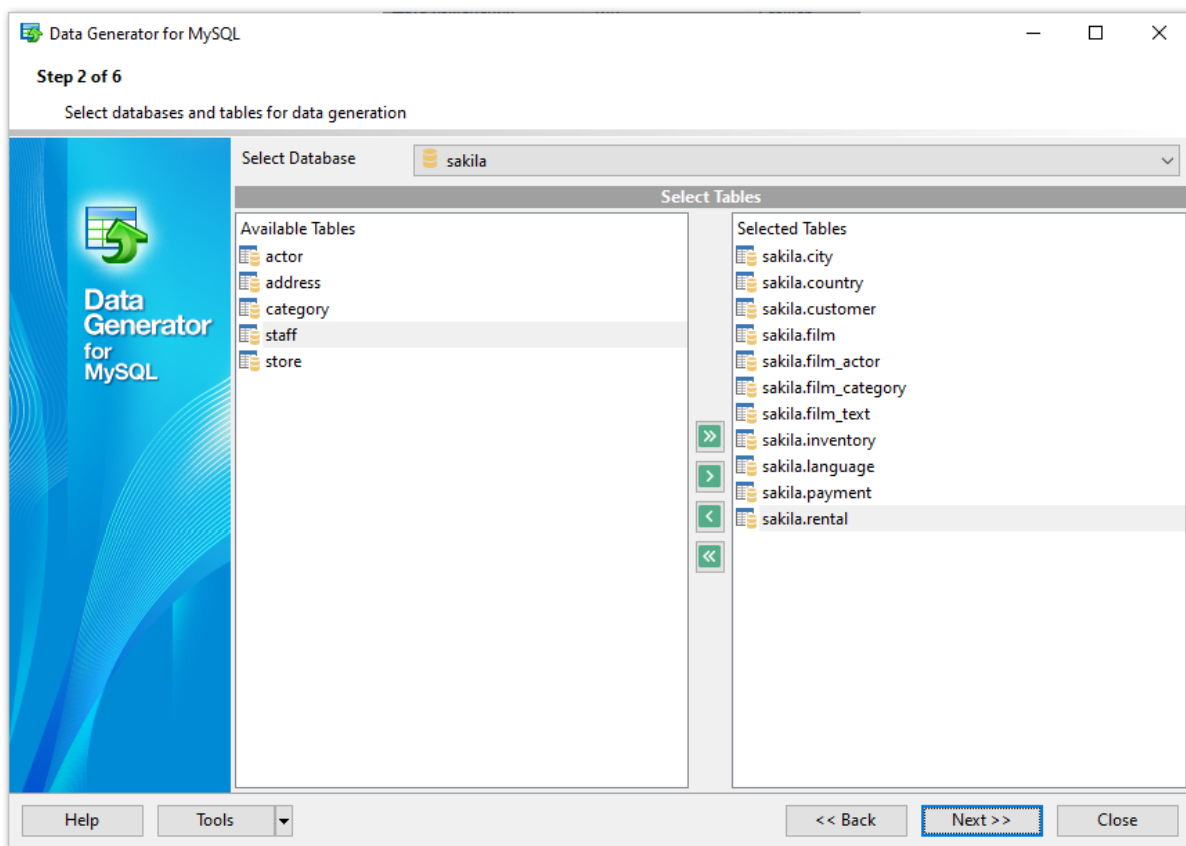 Data Generator for MySQL
Step 2 of 6
Select databases and tables for data generation
Data
Generator
for
MySQL
Select Database
sakila
Select Tables
Available Tables
actor
address
category
staff
store
Selected Tables
sakila.city
sakila.country
sakila.customer
sakila.film
sakila.film_actor
sakila.film_category
sakila.film_text
sakila.inventory
sakila.language
sakila.payment
sakila.rental
Help
Tools
<< Back
Next >>
Close